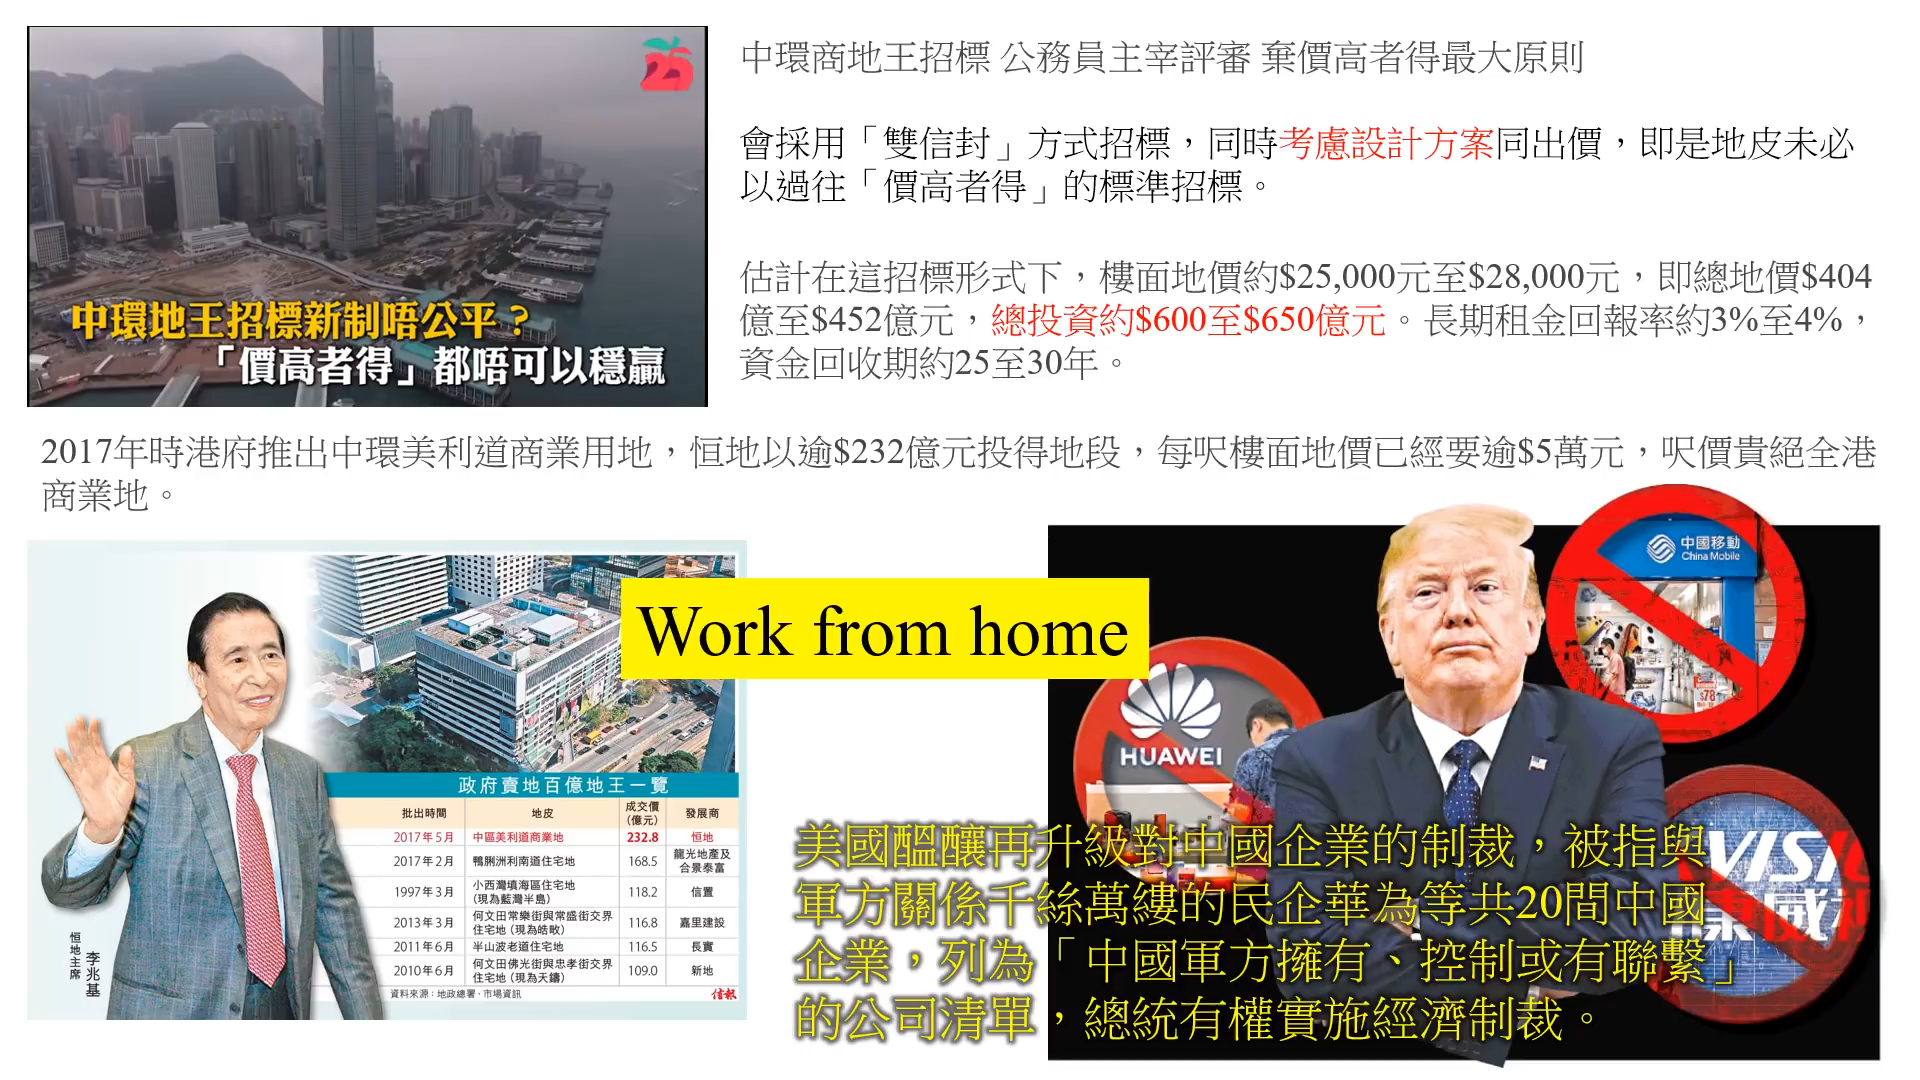 25
中環地王招標新制唔公平？
「價高者得」都唔可以穩贏
中環商地王招標 公務員主宰評審 棄價高者得最大原則
會採用「雙信封」方式招標，同時考慮設計方案同出價，即是地皮未必
以過往「價高者得」的標準招標。
估計在這招標形式下，樓面地價約$25,000元至$28,000元，即總地價$404
億至$452億元，總投資約$600至$650億元。長期租金回報率約3%至4%，
資金回收期約25至30年。
2017年時港府推出中環美利道商業用地，恒地以逾$232億元投得地段，每呎樓面地價已經要逾$5萬元，呎價貴絕全港
商業地。
Work from home
恒地主席
李兆基
政府賣地百億地王一覽
批出時間 地皮 成交價(億元) 發展商
2017年5月 中區美利道商業地 232.8 恒地
2017年2月 鴨脷洲利南道住宅地 168.5 龍光地產及合景泰富
1997年3月 小西灣填海區住宅地(現為藍灣半島) 118.2 信置
2013年3月 何文田常樂街與常盛街交界住宅地(現為皓畋) 116.8 嘉里建設
2011年6月 半山波老道住宅地 116.5 長實
2010年6月 何文田佛光街與忠孝街交界住宅地(現為天鑄) 109.0 新地
資料來源：地政總署、市場資訊
信報
中國移動
China Mobile
$78
HUAWEI
VISI
美國醞釀再升級對中國企業的制裁，被指與
軍方關係千絲萬縷的民企華為等共20間中國
企業，列為「中國軍方擁有、控制或有聯繫」
的公司清單，總統有權實施經濟制裁。